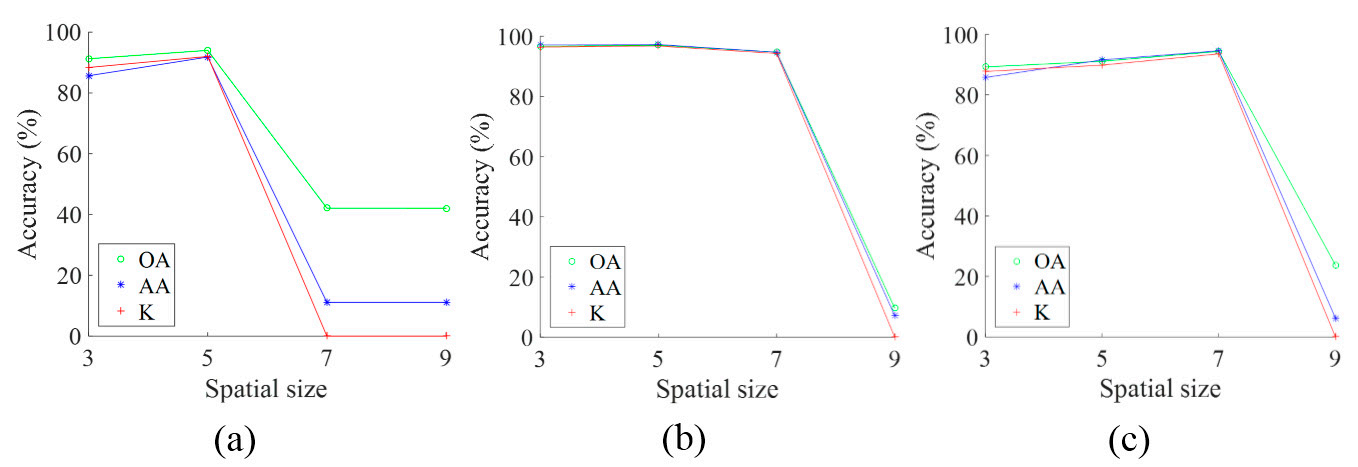 100
80
60
40
20
0
Accuracy (%)
OA
AA
K
3 5 7 9
Spatial size
(a)
100
80
60
40
20
0
Accuracy (%)
OA
AA
K
3 5 7 9
Spatial size
(b)
100
80
60
40
20
0
Accuracy (%)
OA
AA
K
3 5 7 9
Spatial size
(c)